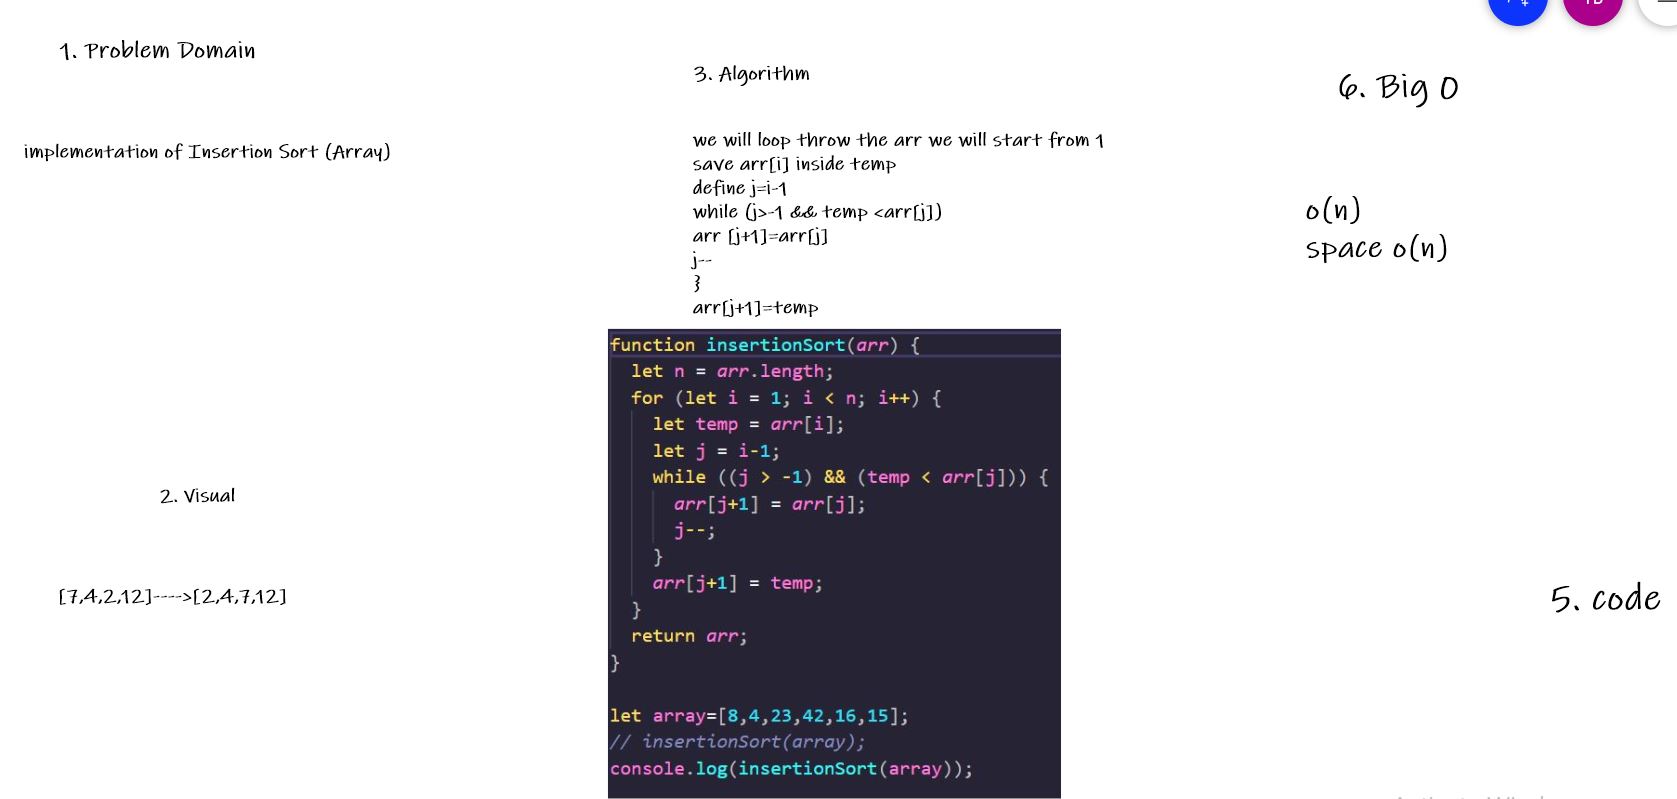 1. Problem Domain
implementation of Insertion Sort (Array)
2. Visual
[7,4,2,12]---->[2,4,7,12]
3. Algorithm
we will loop throw the arr we will start from 1
save arr[i] inside temp
define j=i-1
while (j>-1 && temp <arr[j])
arr [j+1]=arr[j]
j--
}
arr[j+1]=temp
function insertionSort(arr) {
let n = arr.length;
for (let i = 1; i < n; i++) {
let temp = arr[i];
let j = i-1;
while ((j > -1) && (temp < arr[j])) {
arr[j+1] = arr[j];
j--;
}
arr[j+1] = temp;
}
return arr;
}
let array=[8,4,23,42,16,15];
// insertionSort(array);
console.log(insertionSort(array));
6. Big O
o(n)
space o(n)
5. code